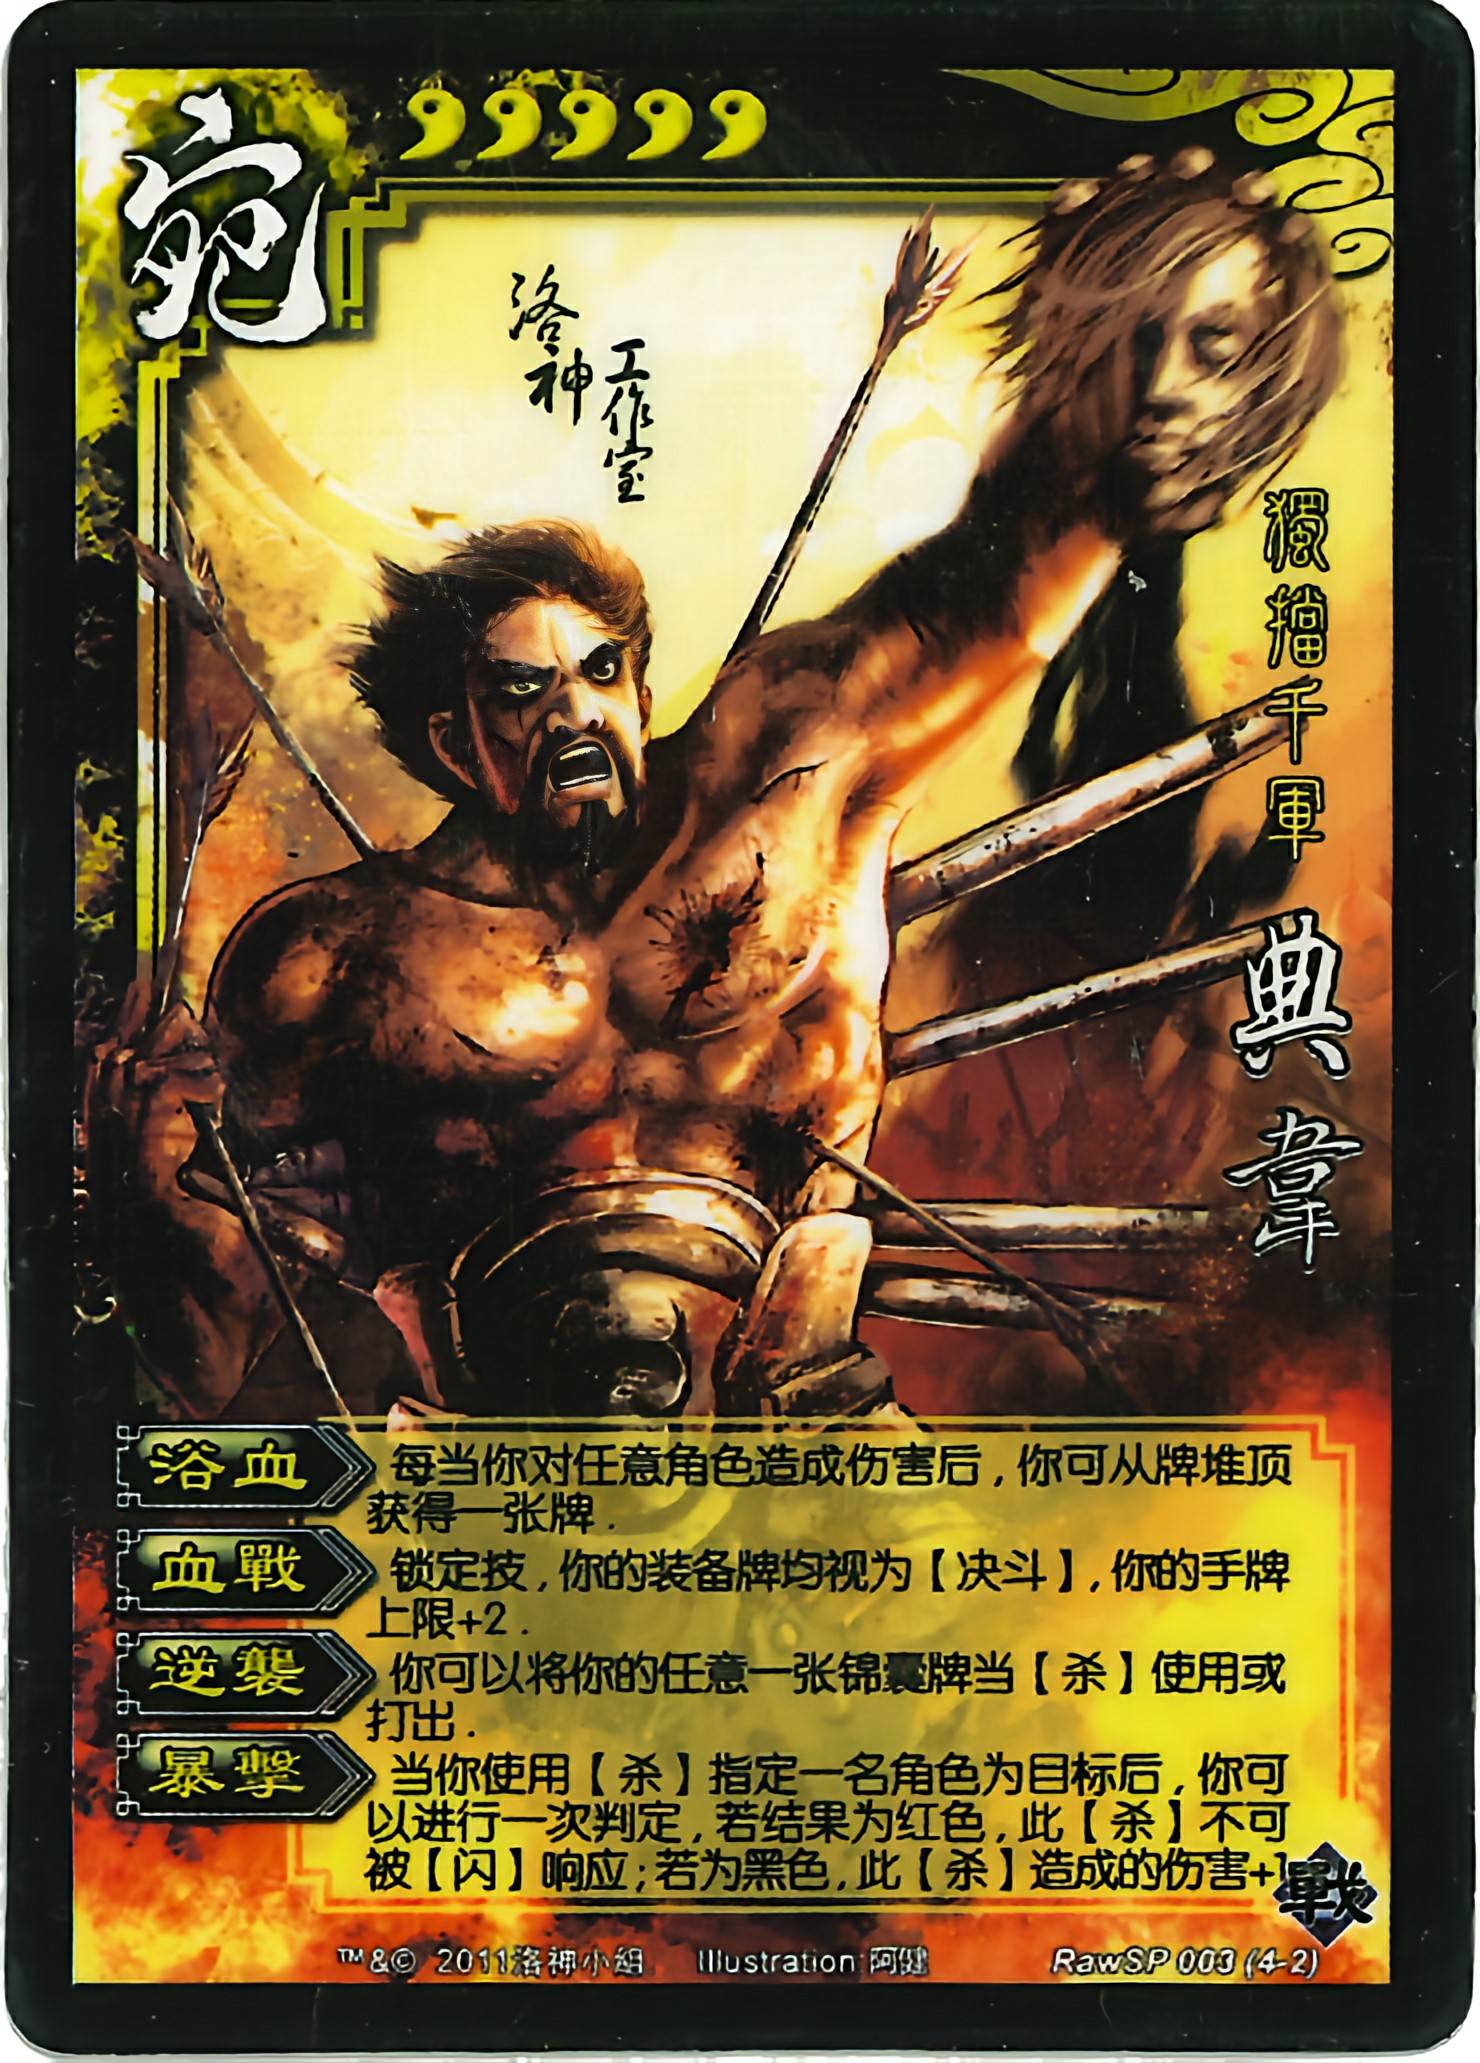 宛
洛神
工作室
獨擋千軍
典韋
浴血
每当你对任意角色造成伤害后，你可从牌堆顶
获得一张牌．
血戰
锁定技，你的装备牌均视为【决斗】，你的手牌
上限+2．
逆襲
你可以将你的任意一张锦囊牌当【杀】使用或
打出．
暴擊
当你使用【杀】指定一名角色为目标后，你可
以进行一次判定，若结果为红色，此【杀】不可
被【闪】响应；若为黑色，此【杀】造成的伤害+1
戰
™&© 2011洛神小組 Illustration:阿健 RawSP 003 (4-2)